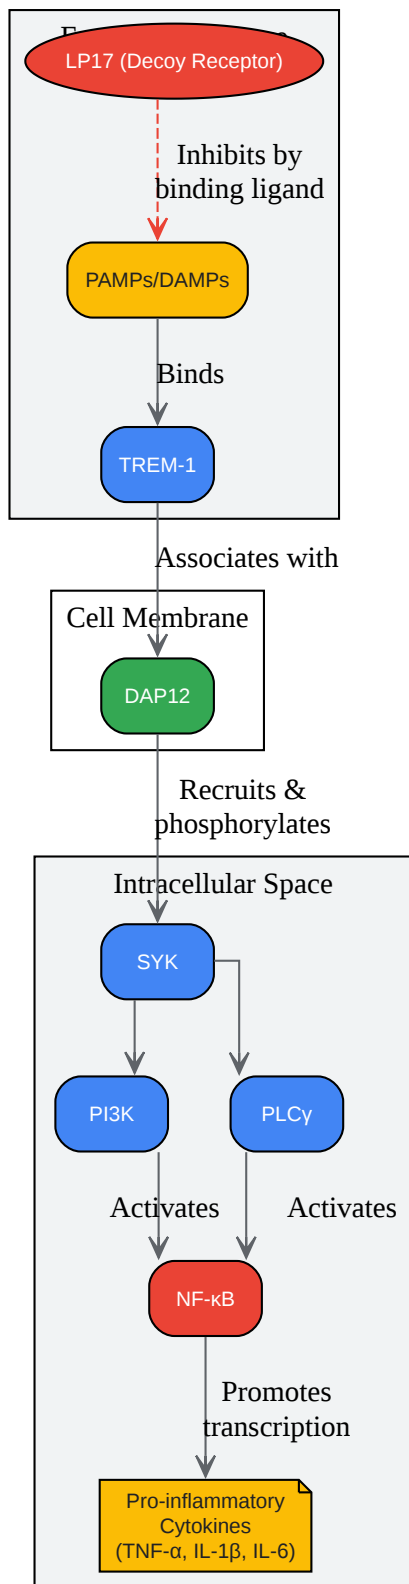 LP17 (Decoy Receptor)
Inhibits by
binding ligand
PAMPs/DAMPs
Binds
TREM-1
Associates with
Cell Membrane
DAP12
Recruits &
phosphorylates
Intracellular Space
SYK
PI3K
PLCγ
Activates
Activates
NF-κB
Promotes
transcription
Pro-inflammatory
Cytokines
(TNF-α, IL-1β, IL-6)